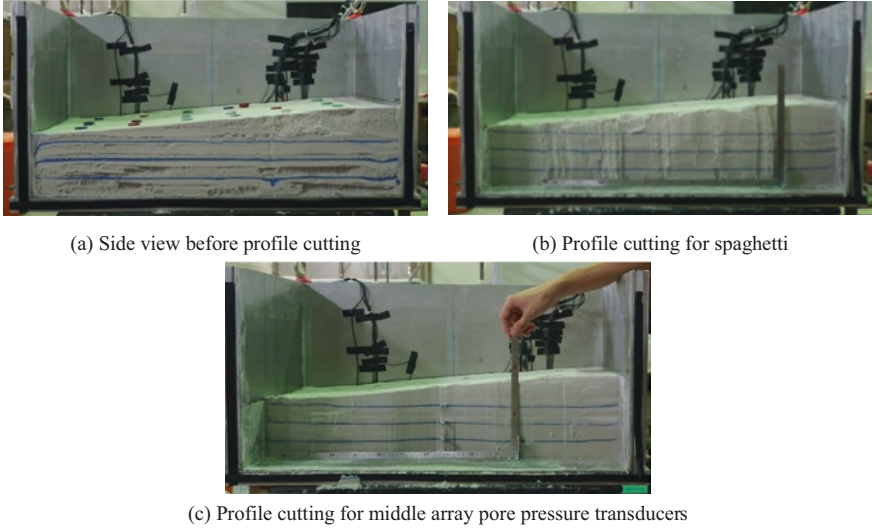 (a) Side view before profile cutting
(b) Profile cutting for spaghetti
(c) Profile cutting for middle array pore pressure transducers